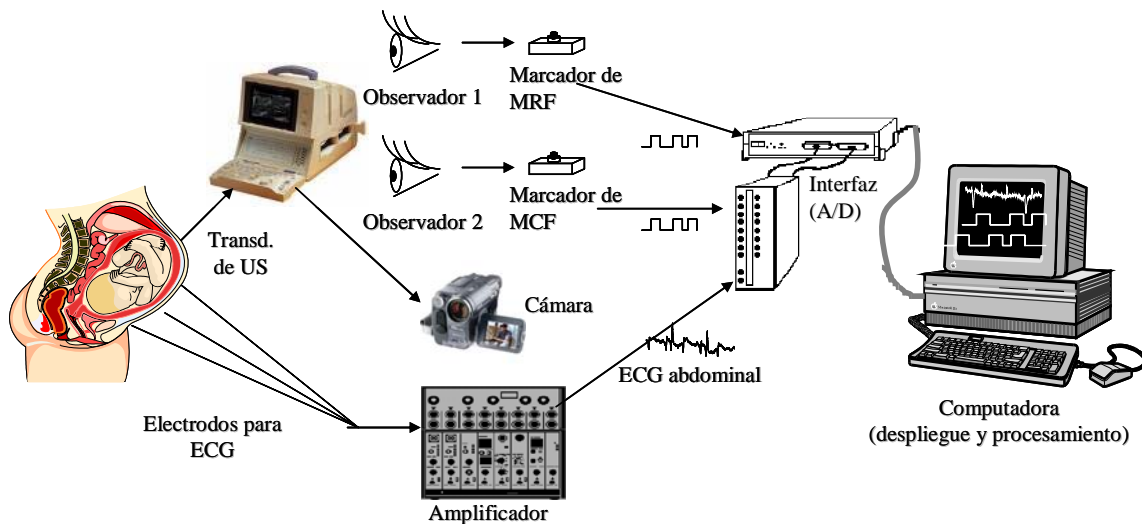 Observador 1
Marcador de
MRF
Observador 2
Marcador de
MCF
Interfaz
(A/D)
Transd.
de US
Cámara
ECG abdominal
Electrodos para
ECG
Amplificador
Computadora
(despliegue y procesamiento)